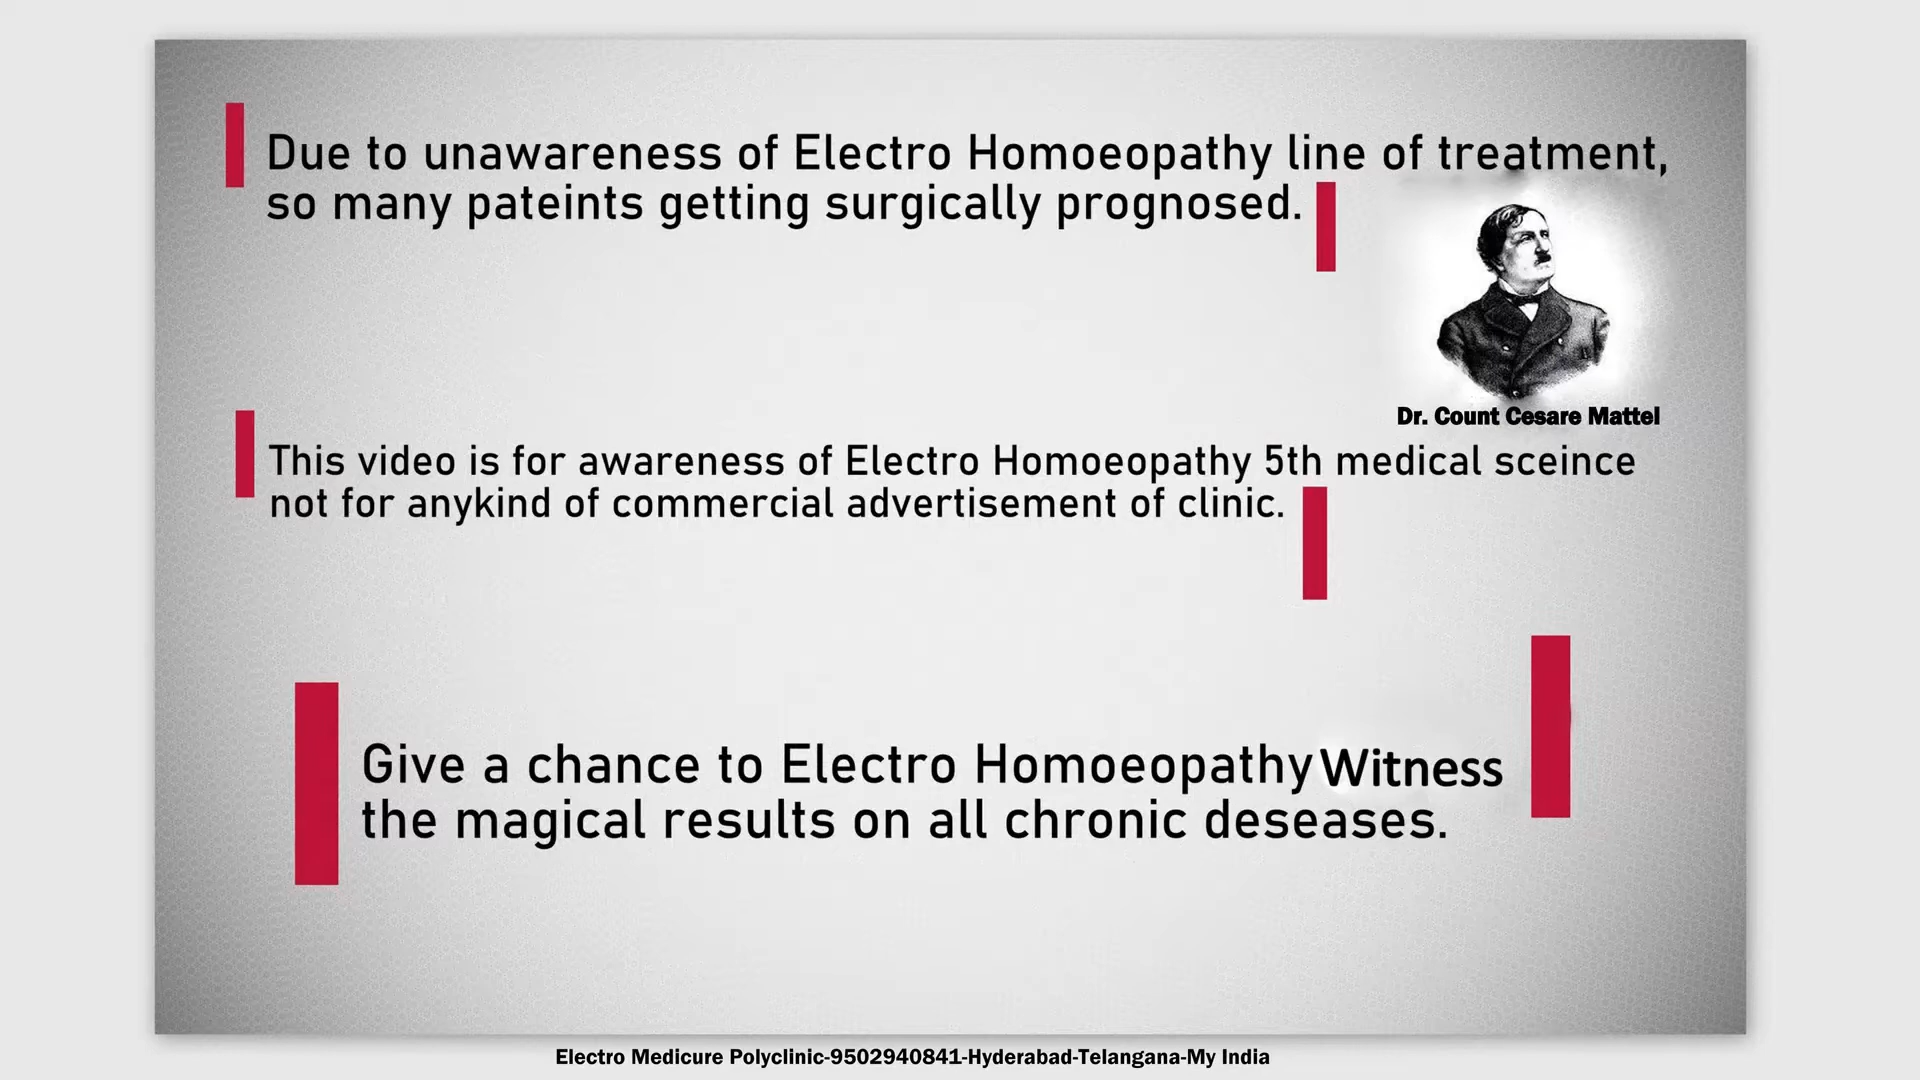 Due to unawareness of Electro Homoeopathy line of treatment,
so many pateints getting surgically prognosed.
Dr. Count Cesare Mattel
This video is for awareness of Electro Homoeopathy 5th medical sceince
not for anykind of commercial advertisement of clinic.
Give a chance to Electro Homoeopathy Witness
the magical results on all chronic deseases.
Electro Medicure Polyclinic-9502940841-Hyderabad-Telangana-My India